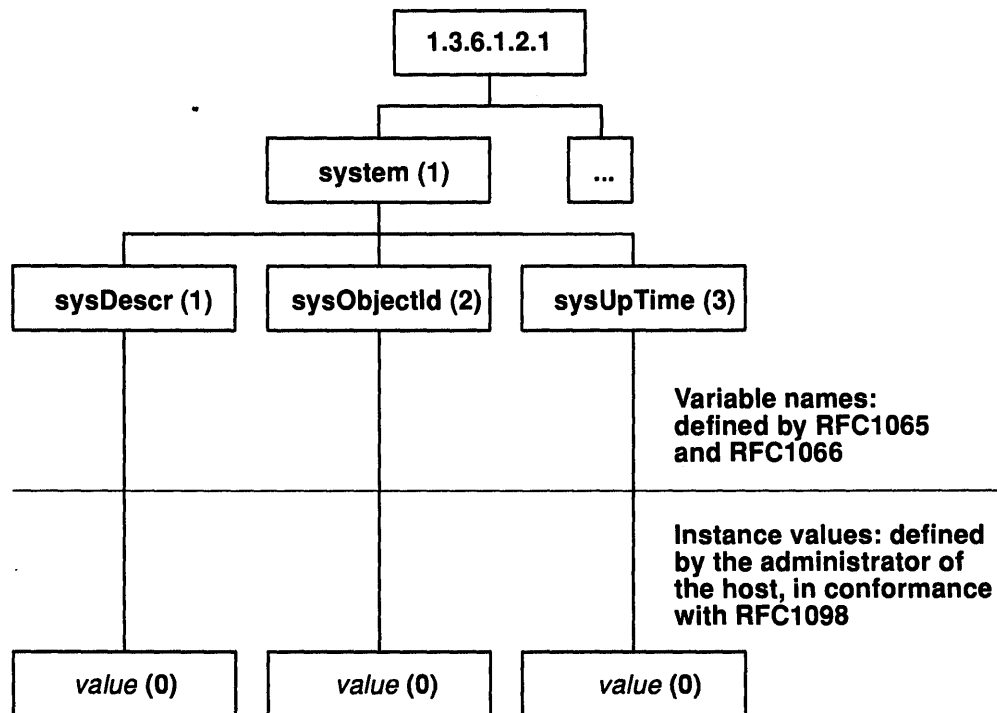 1.3.6.1.2.1
system (1)
...
sysDescr (1)
sysObjectId (2)
sysUpTime (3)
Variable names:
defined by RFC1065
and RFC1066
Instance values: defined
by the administrator of
the host, in conformance
with RFC1098
value (0)
value (0)
value (0)